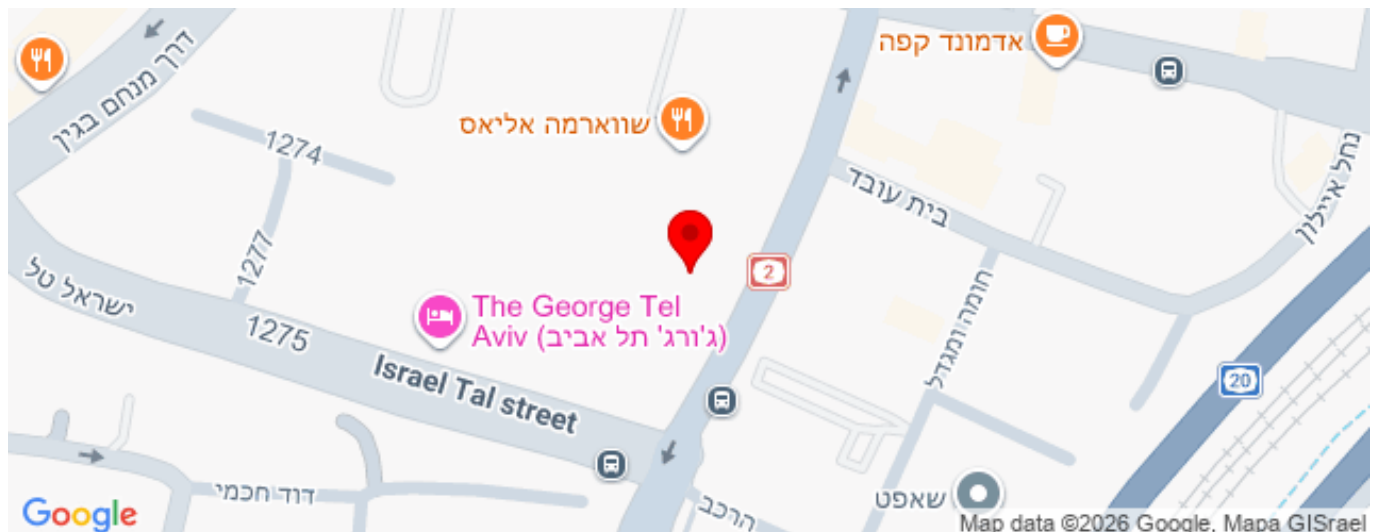 דרך מנחם בגין
אדמונד קפה
שווארמה אליאס
1274
נחל איילון
בית עובד
1277
2
ישראל טל
1275
The George Tel
Aviv (ג'ורג' תל אביב)
חומה ומגדל
20
Israel Tal street
דוד חכמי
הרכב
שאפט
Google
Map data ©2026 Google, Mapa GISrael